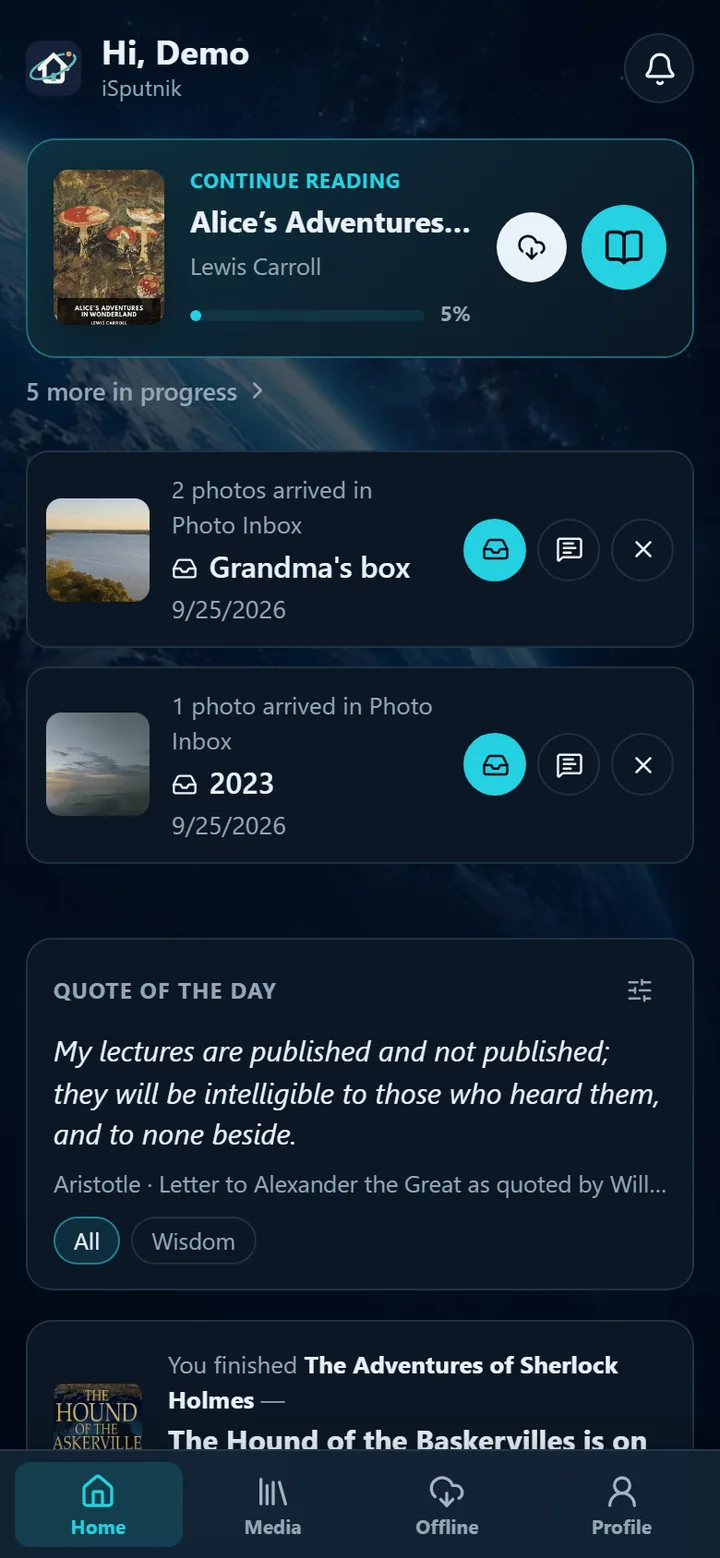 Hi, Demo
iSputnik
CONTINUE READING
Alice’s Adventures...
Lewis Carroll
5%
ALICE'S ADVENTURES
IN WONDERLAND
LEWIS CARROLL
5 more in progress
2 photos arrived in
Photo Inbox
Grandma's box
9/25/2026
1 photo arrived in Photo
Inbox
2023
9/25/2026
QUOTE OF THE DAY
My lectures are published and not published;
they will be intelligible to those who heard them,
and to none beside.
Aristotle · Letter to Alexander the Great as quoted by Will...
All
Wisdom
You finished The Adventures of Sherlock
Holmes —
The Hound of the Baskervilles is on
THE
HOUND
OF THE
ASKERVILLE
Home
Media
Offline
Profile